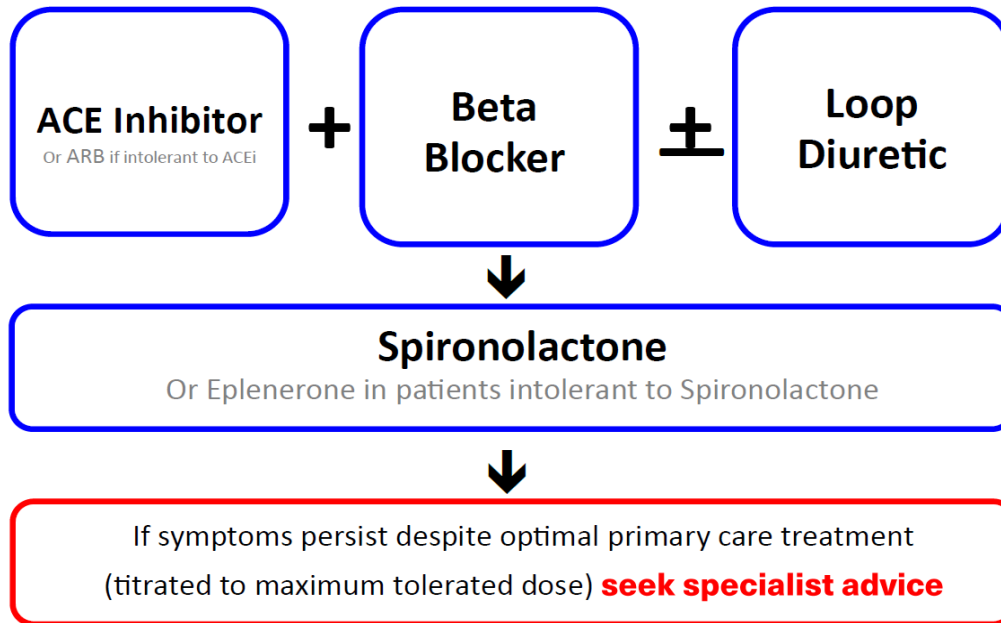 ACE Inhibitor
Or ARB if intolerant to ACEi
+
Beta
Blocker
±
Loop
Diuretic
Spironolactone
Or Eplenerone in patients intolerant to Spironolactone
If symptoms persist despite optimal primary care treatment
(titrated to maximum tolerated dose) seek specialist advice